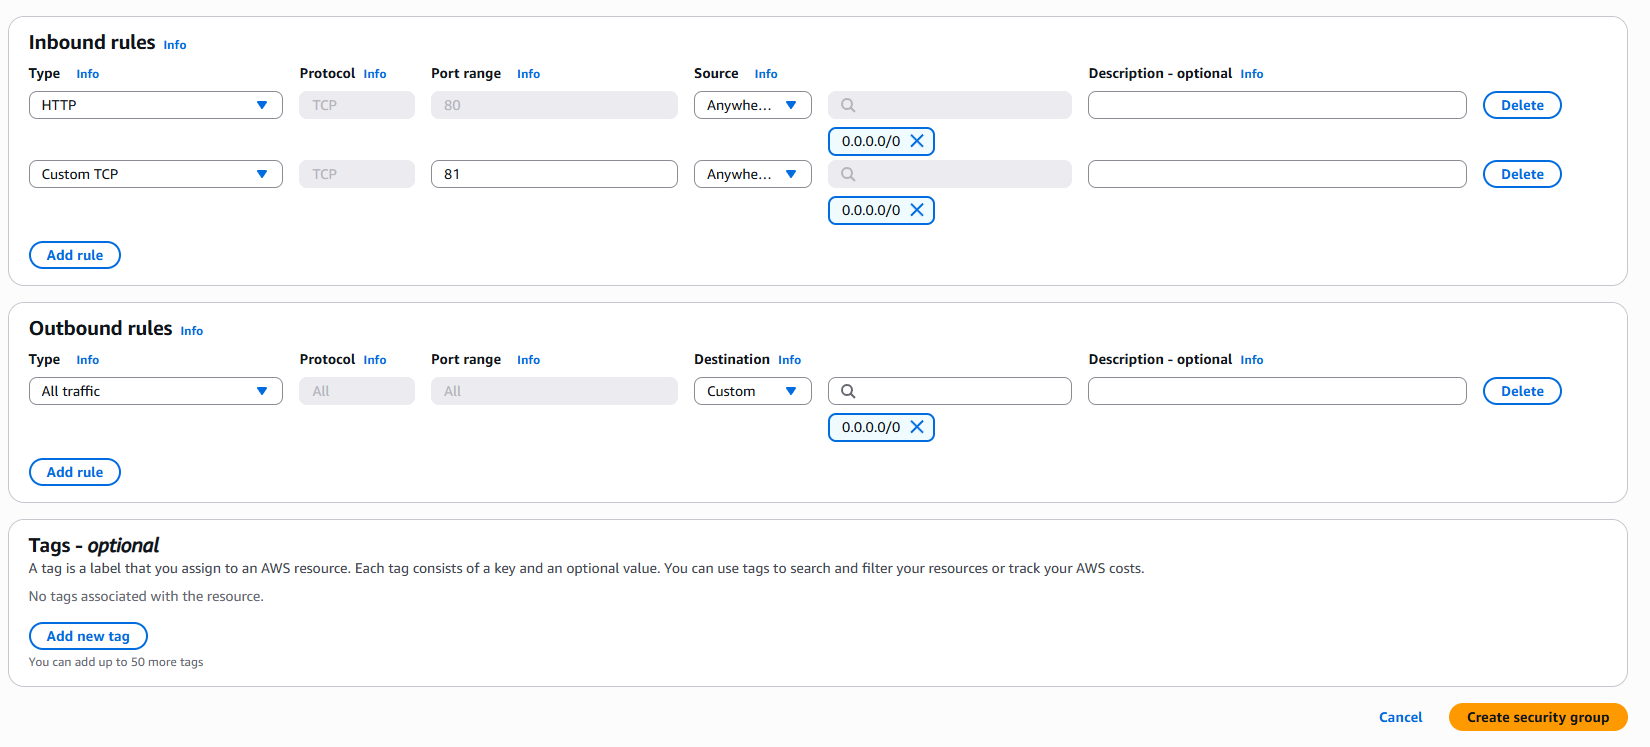 Inbound rules Info
Type Info Protocol Info Port range Info Source Info Description - optional Info
HTTP TCP 80 Anywhe... Delete
0.0.0.0/0
Custom TCP TCP 81 Anywhe... Delete
0.0.0.0/0
Add rule
Outbound rules Info
Type Info Protocol Info Port range Info Destination Info Description - optional Info
All traffic All All Custom Delete
0.0.0.0/0
Add rule
Tags - optional
A tag is a label that you assign to an AWS resource. Each tag consists of a key and an optional value. You can use tags to search and filter your resources or track your AWS costs.
No tags associated with the resource.
Add new tag
You can add up to 50 more tags
Cancel Create security group